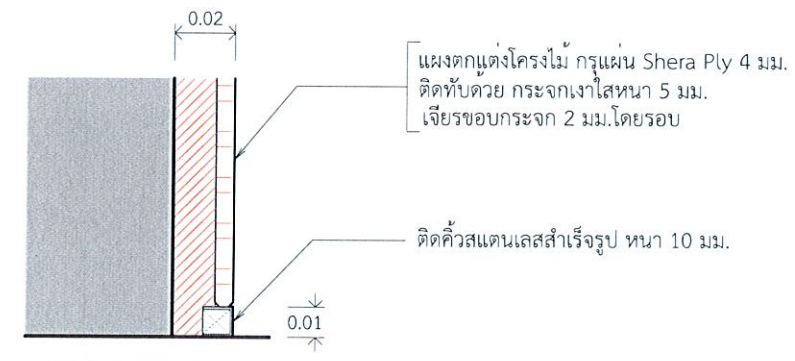 0.02
แผงตกแต่งโครงไม้ กรุแผ่น Shera Ply 4 มม.
ติดทับด้วย กระจกเงาใสหนา 5 มม.
เจียรขอบกระจก 2 มม.โดยรอบ
ติดคิ้วสแตนเลสสำเร็จรูป หนา 10 มม.
0.01